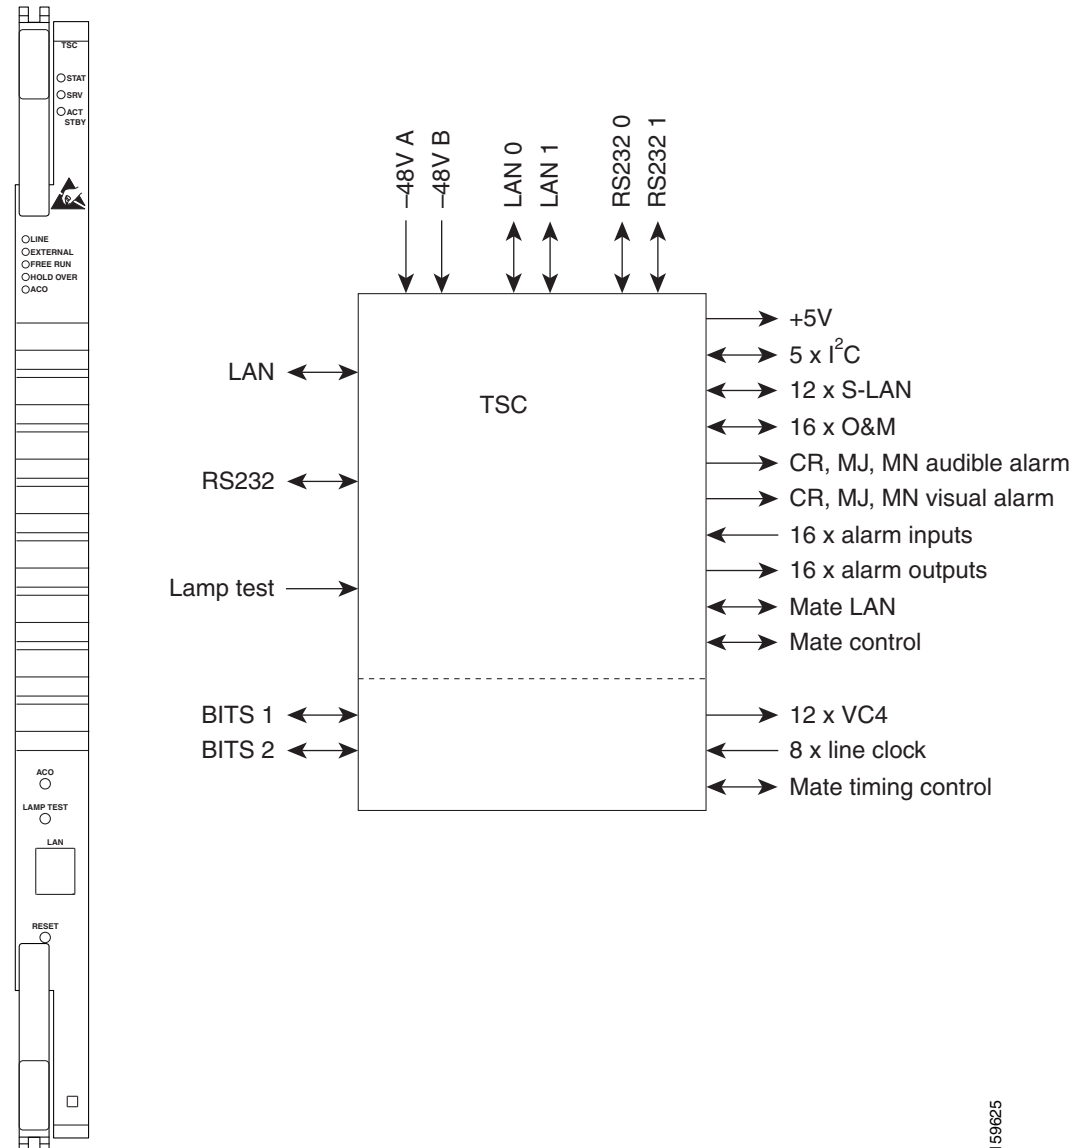 TSC
STAT
SRV
ACT
STBY
LINE
EXTERNAL
FREE RUN
HOLD OVER
ACO
ACO
LAMP TEST
LAN
RESET
–48V A
–48V B
LAN 0
LAN 1
RS232 0
RS232 1
LAN
RS232
Lamp test
BITS 1
BITS 2
TSC
+5V
5 x I²C
12 x S-LAN
16 x O&M
CR, MJ, MN audible alarm
CR, MJ, MN visual alarm
16 x alarm inputs
16 x alarm outputs
Mate LAN
Mate control
12 x VC4
8 x line clock
Mate timing control
159625